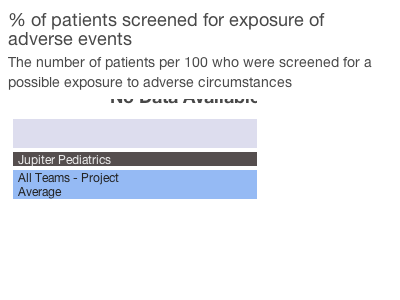 % of patients screened for exposure of
adverse events
The number of patients per 100 who were screened for a
possible exposure to adverse circumstances
No Data Available
Jupiter Pediatrics
All Teams - Project
Average